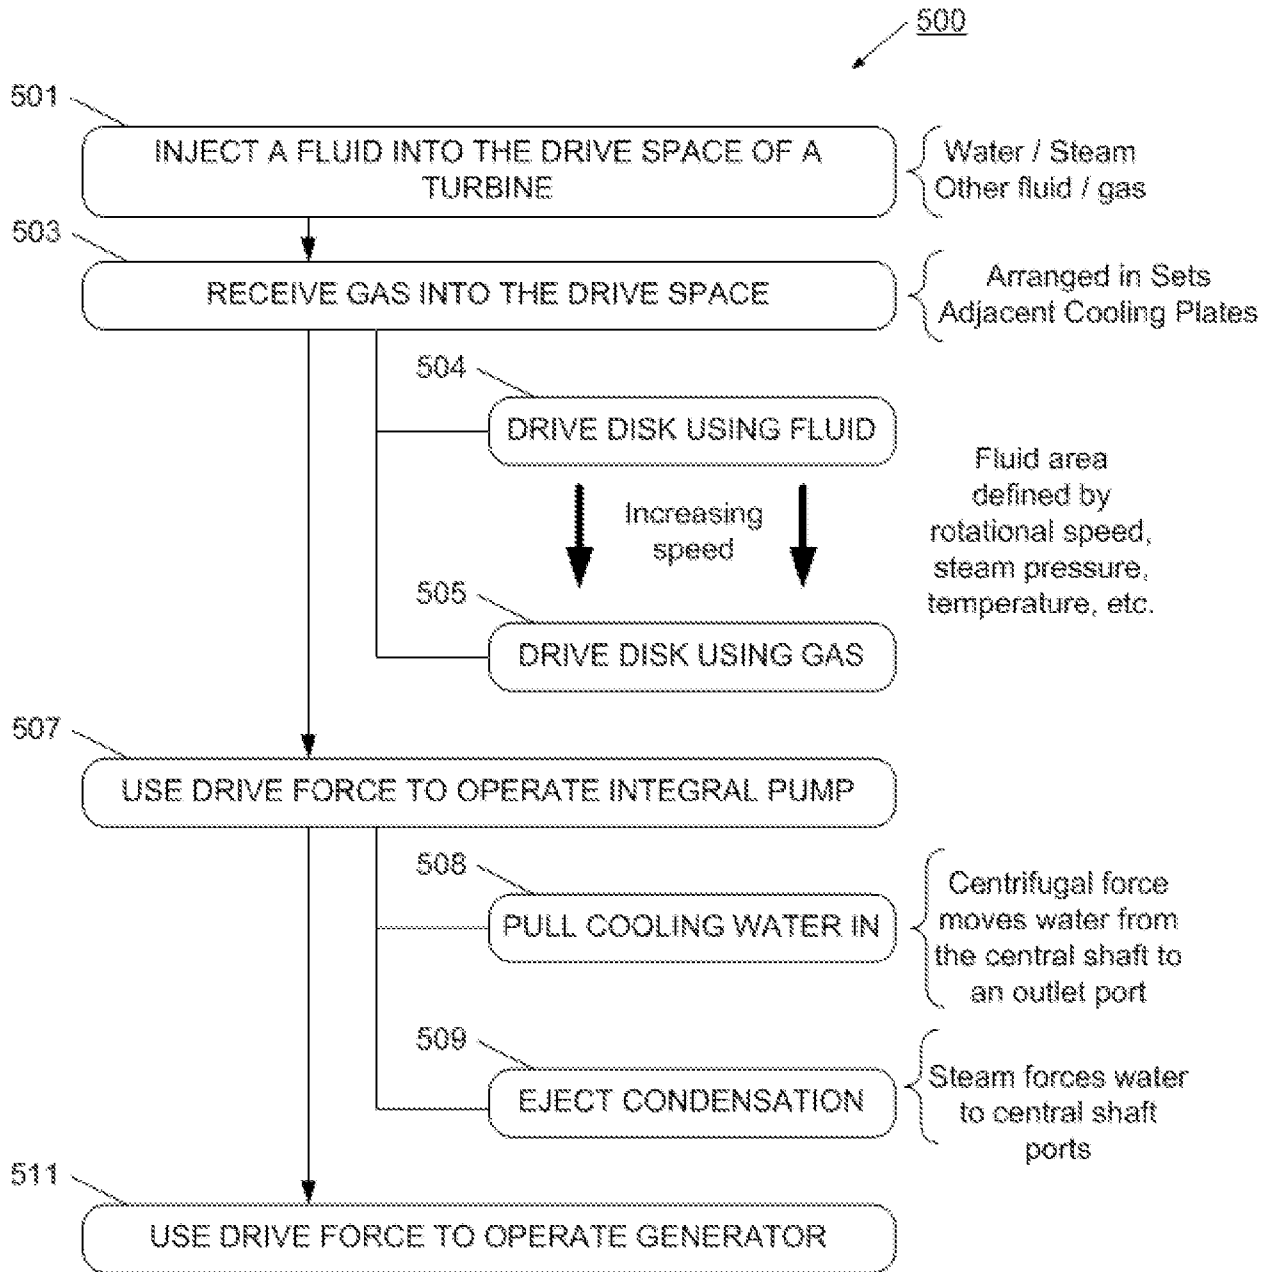 500
501
INJECT A FLUID INTO THE DRIVE SPACE OF A
TURBINE
Water / Steam
Other fluid / gas
503
RECEIVE GAS INTO THE DRIVE SPACE
Arranged in Sets
Adjacent Cooling Plates
504
DRIVE DISK USING FLUID
Increasing
speed
Fluid area
defined by
rotational speed,
steam pressure,
temperature, etc.
505
DRIVE DISK USING GAS
507
USE DRIVE FORCE TO OPERATE INTEGRAL PUMP
508
PULL COOLING WATER IN
Centrifugal force
moves water from
the central shaft to
an outlet port
509
EJECT CONDENSATION
Steam forces water
to central shaft
ports
511
USE DRIVE FORCE TO OPERATE GENERATOR